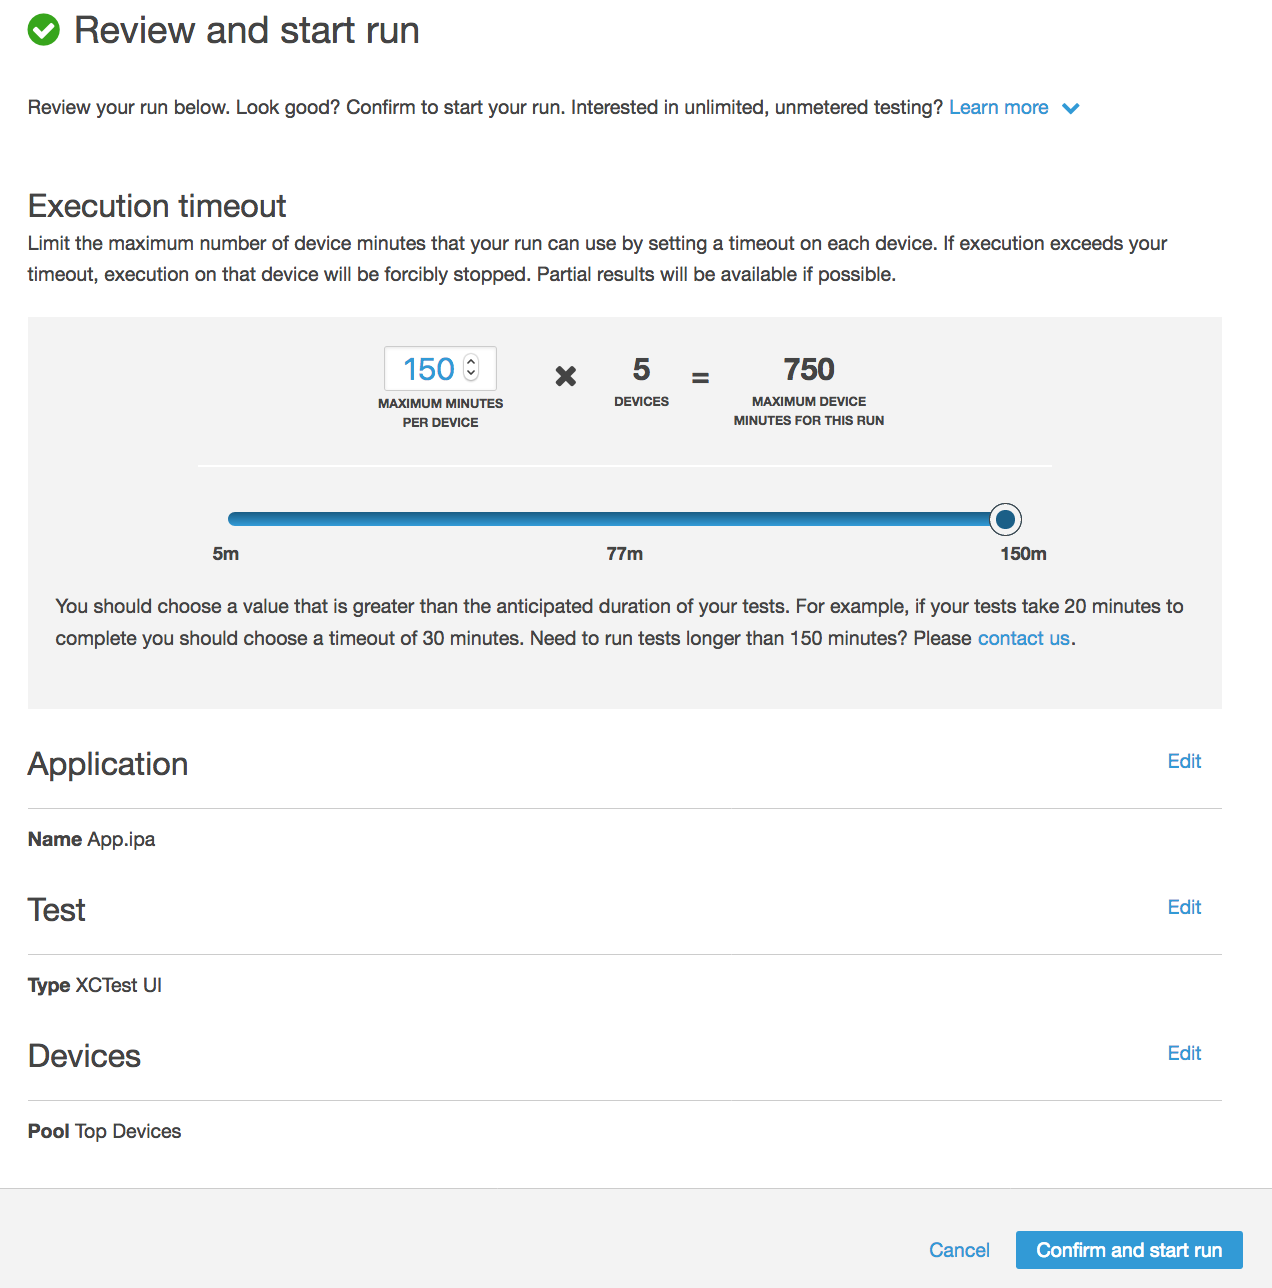 Review and start run
Review your run below. Look good? Confirm to start your run. Interested in unlimited, unmetered testing? Learn more
Execution timeout
Limit the maximum number of device minutes that your run can use by setting a timeout on each device. If execution exceeds your
timeout, execution on that device will be forcibly stopped. Partial results will be available if possible.
150 × 5 = 750
MAXIMUM MINUTES PER DEVICE
DEVICES
MAXIMUM DEVICE MINUTES FOR THIS RUN
5m 77m 150m
You should choose a value that is greater than the anticipated duration of your tests. For example, if your tests take 20 minutes to
complete you should choose a timeout of 30 minutes. Need to run tests longer than 150 minutes? Please contact us.
Application Edit
Name App.ipa
Test Edit
Type XCTest UI
Devices Edit
Pool Top Devices
Cancel Confirm and start run